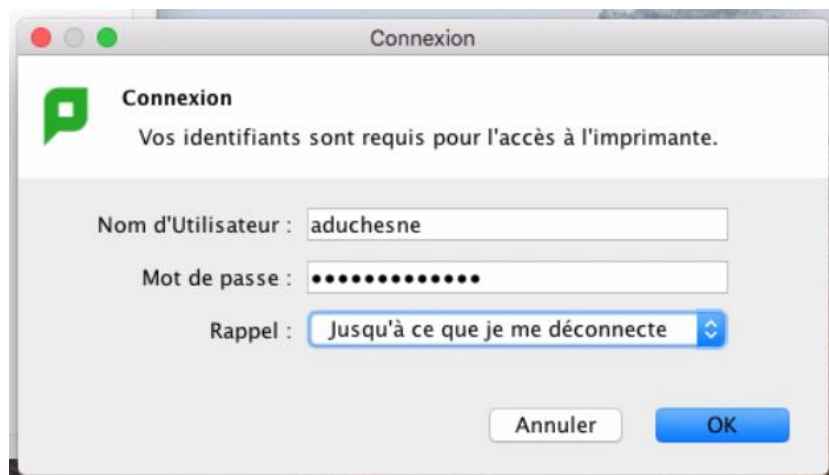 Connexion
Connexion
Vos identifiants sont requis pour l'accès à l'imprimante.
Nom d'Utilisateur : aduchesne
Mot de passe : •••••••••••••
Rappel : Jusqu'à ce que je me déconnecte
Annuler OK